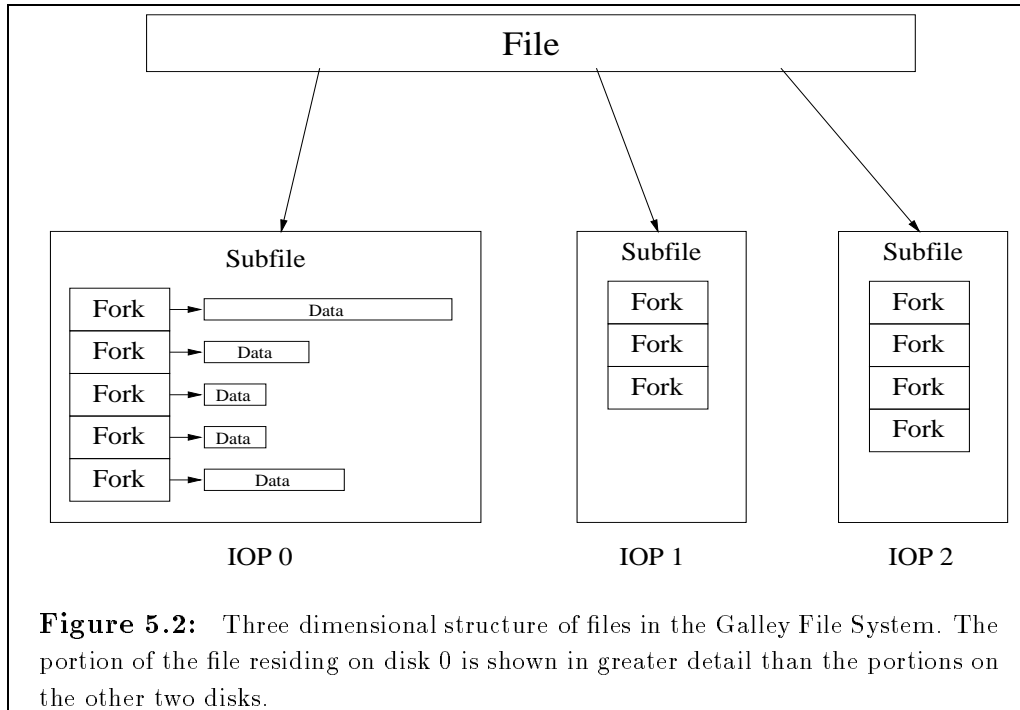 File
Subfile
Fork
Data
Fork
Data
Fork
Data
Fork
Data
Fork
Data
IOP 0
Subfile
Fork
Fork
Fork
IOP 1
Subfile
Fork
Fork
Fork
Fork
IOP 2
Figure 5.2: Three dimensional structure of files in the Galley File System. The
portion of the file residing on disk 0 is shown in greater detail than the portions on
the other two disks.